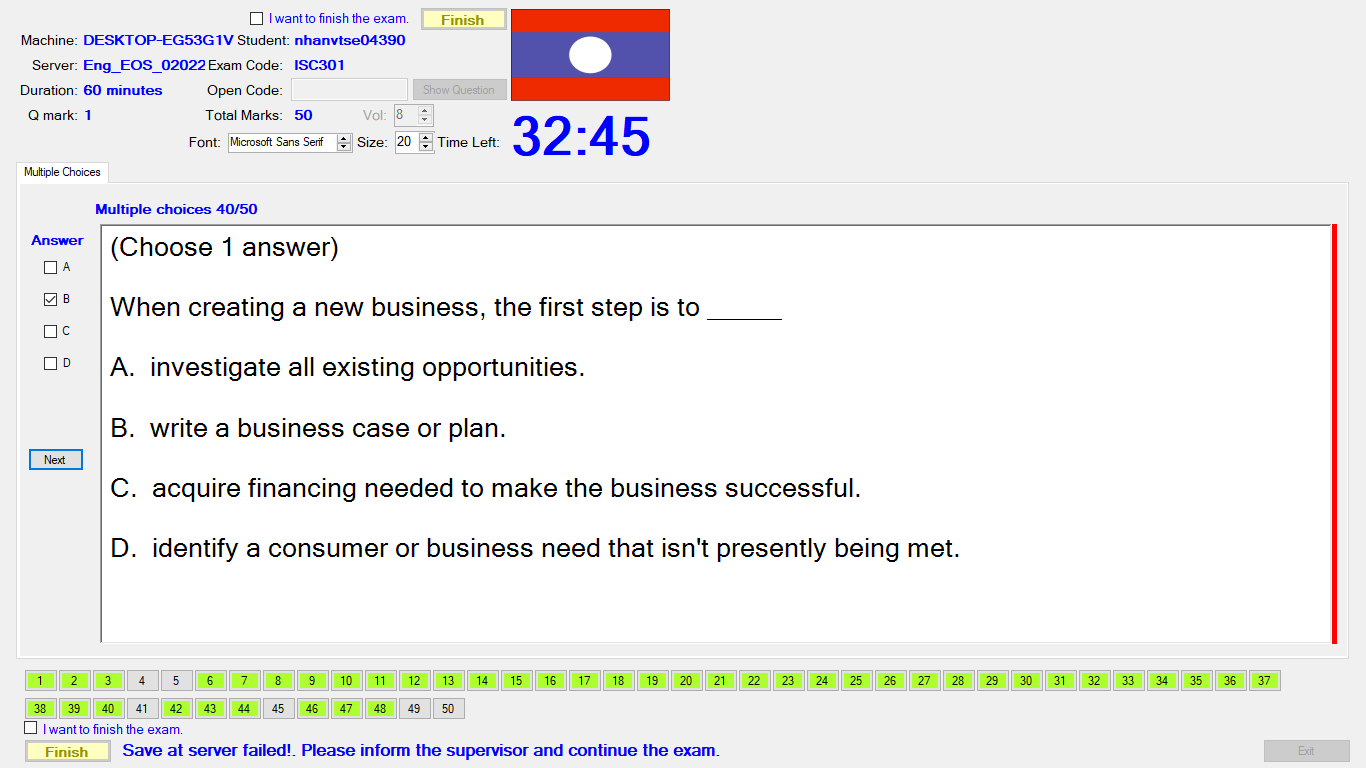 I want to finish the exam. Finish
Machine: DESKTOP-EG53G1V Student: nhanvtse04390
Server: Eng_EOS_02022 Exam Code: ISC301
Duration: 60 minutes Open Code: Show Question
Q mark: 1 Total Marks: 50 Vol: 8
Font: Microsoft Sans Serif Size: 20 Time Left: 32:45
Multiple Choices
Multiple choices 40/50
Answer
A
B
C
D
Next
(Choose 1 answer)
When creating a new business, the first step is to ______
A. investigate all existing opportunities.
B. write a business case or plan.
C. acquire financing needed to make the business successful.
D. identify a consumer or business need that isn't presently being met.
1 2 3 4 5 6 7 8 9 10 11 12 13 14 15 16 17 18 19 20 21 22 23 24 25 26 27 28 29 30 31 32 33 34 35 36 37
38 39 40 41 42 43 44 45 46 47 48 49 50
I want to finish the exam.
Finish Save at server failed!. Please inform the supervisor and continue the exam. Exit